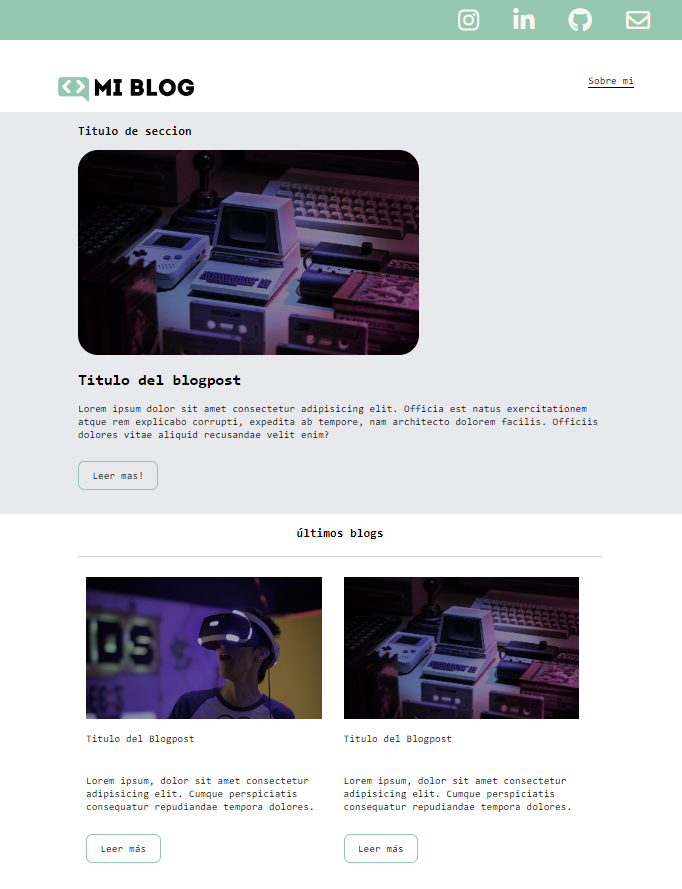 MI BLOG
Sobre mi
Titulo de seccion
Titulo del blogpost
Lorem ipsum dolor sit amet consectetur adipisicing elit. Officia est natus exercitationem
atque rem explicabo corrupti, expedita ab tempore, nam architecto dolorem facilis. Officiis
dolores vitae aliquid recusandae velit enim?
Leer mas!
últimos blogs
Titulo del Blogpost
Lorem ipsum, dolor sit amet consectetur
adipisicing elit. Cumque perspiciatis
consequatur repudiandae tempora dolores.
Leer más
Titulo del Blogpost
Lorem ipsum, dolor sit amet consectetur
adipisicing elit. Cumque perspiciatis
consequatur repudiandae tempora dolores.
Leer más